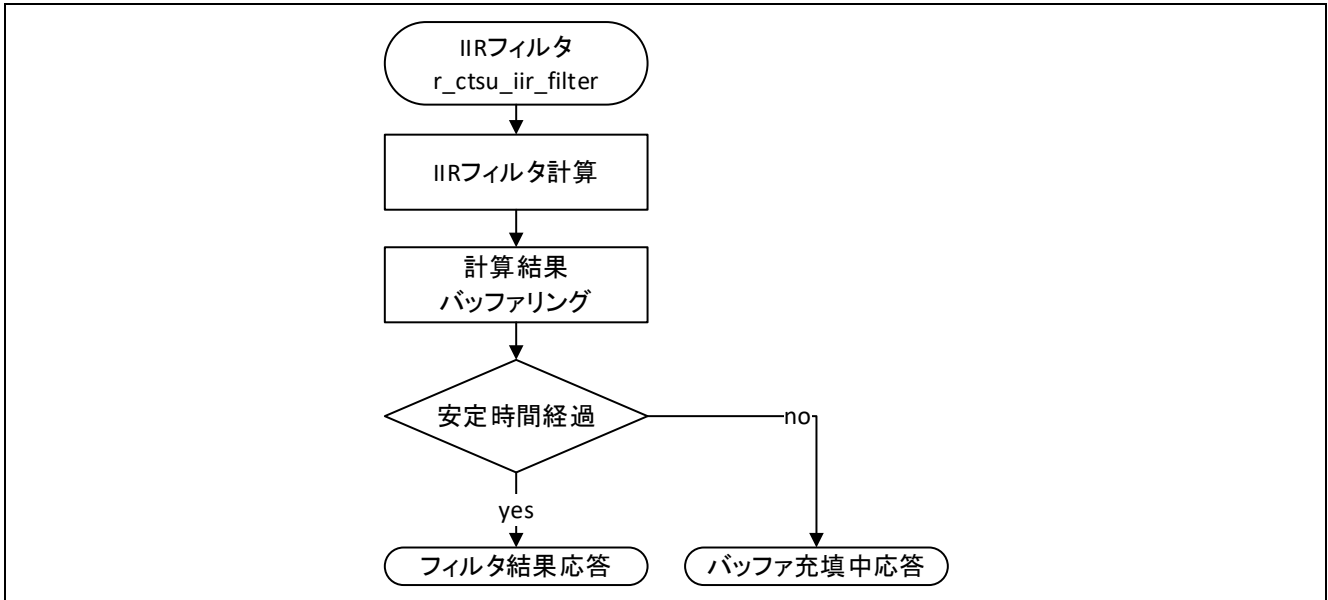 IIRフィルタ
r_ctsu_iir_filter
IIRフィルタ計算
計算結果
バッファリング
安定時間経過
no
yes
フィルタ結果応答
バッファ充填中応答